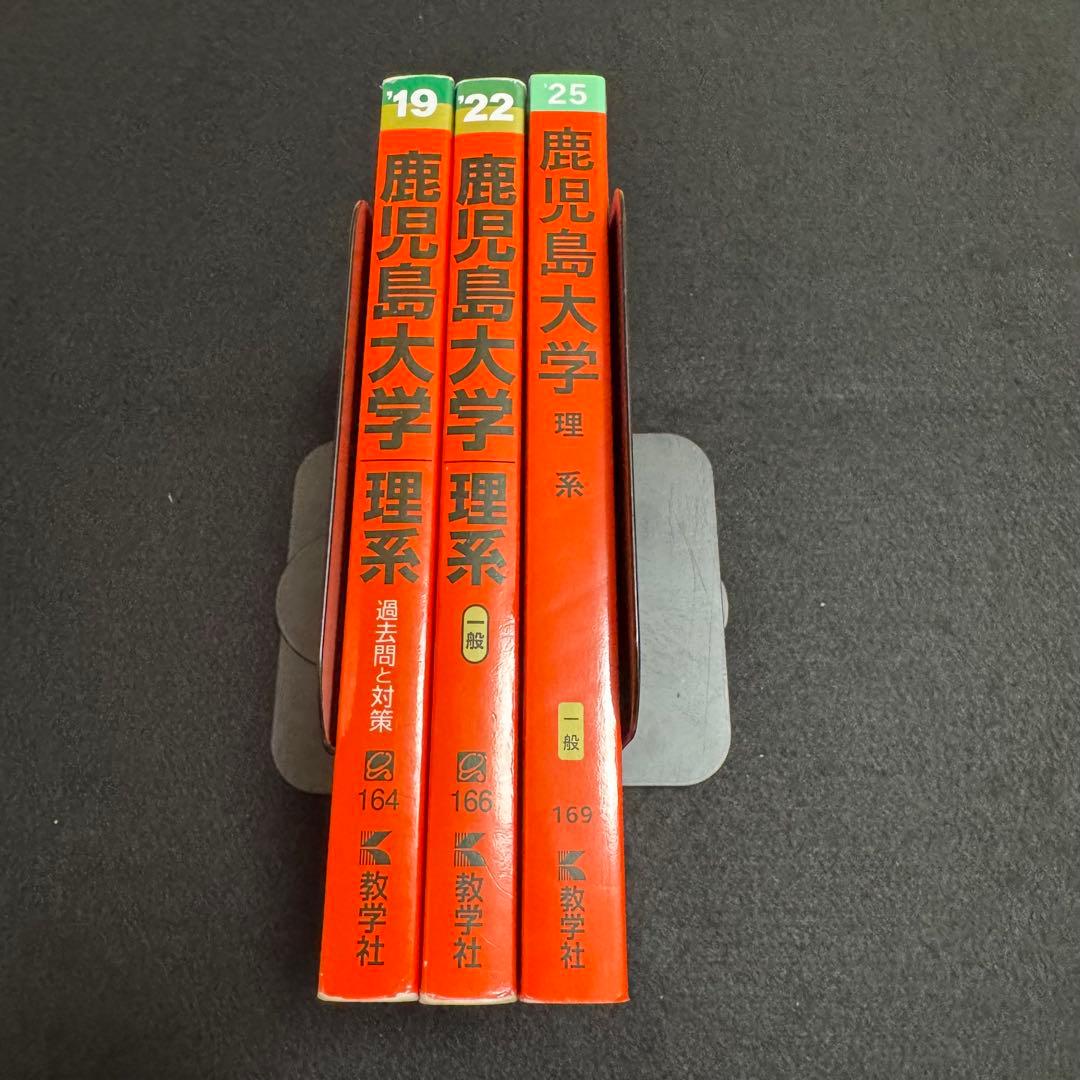 '19
鹿児島大学
理系
過去問と対策
164
教学社
'22
鹿児島大学
理系
一般
166
教学社
'25
鹿児島大学
理系
一般
169
教学社